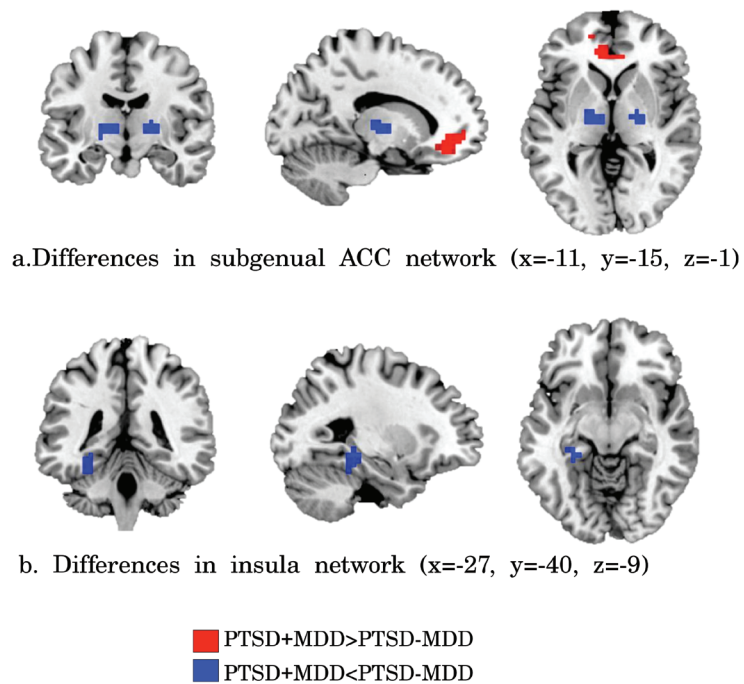 a.Differences in subgenual ACC network (x=-11, y=-15, z=-1)
b. Differences in insula network (x=-27, y=-40, z=-9)
PTSD+MDD>PTSD-MDD
PTSD+MDD<PTSD-MDD